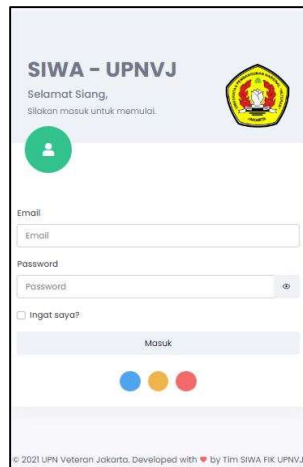 SIWA - UPNVJ
Selamat Siang,
Silakan masuk untuk memulai.
Email
Email
Password
Password
Ingat saya?
Masuk
© 2021 UPN Veteran Jakarta. Developed with ❤ by Tim SIWA FIK UPNVJ